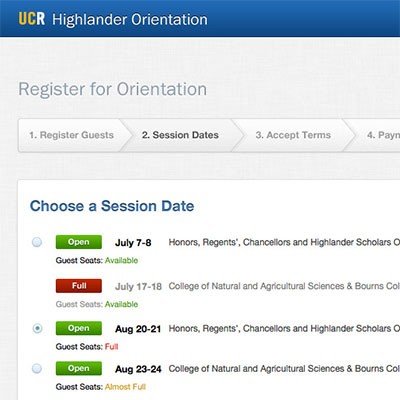 UCR Highlander Orientation
Register for Orientation
1. Register Guests 2. Session Dates 3. Accept Terms 4.
Choose a Session Date
Open July 7-8 Honors, Regents', Chancellors and Highlander Scholars
Guest Seats: Available
Full July 17-18 College of Natural and Agricultural Sciences & Bourns
Guest Seats: Available
Open Aug 20-21 Honors, Regents', Chancellors and Highlander Scholars
Guest Seats: Full
Open Aug 23-24 College of Natural and Agricultural Sciences & Bourns
Guest Seats: Almost Full